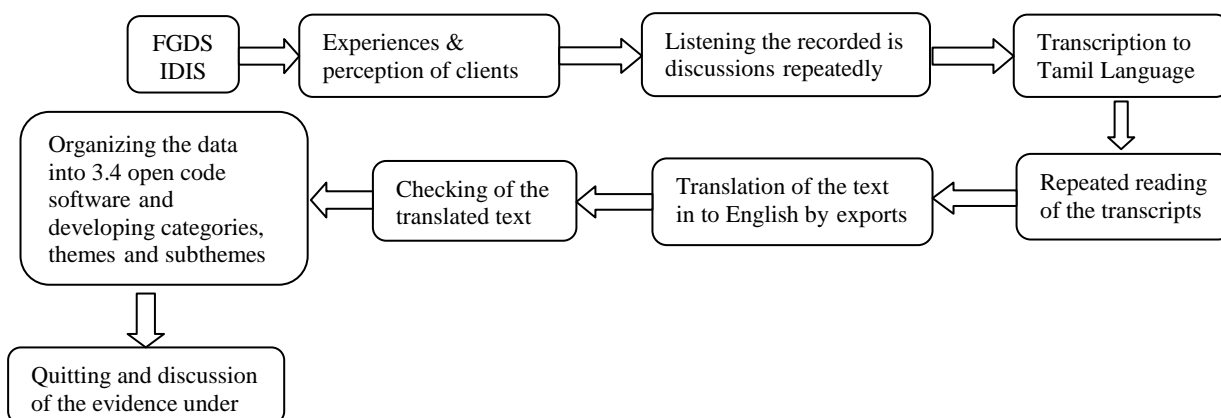 FGDS
IDIS
Experiences &
perception of clients
Listening the recorded is
discussions repeatedly
Transcription to
Tamil Language
Repeated reading
of the transcripts
Translation of the text
in to English by exports
Checking of the
translated text
Organizing the data
into 3.4 open code
software and
developing categories,
themes and subthemes
Quitting and discussion
of the evidence under